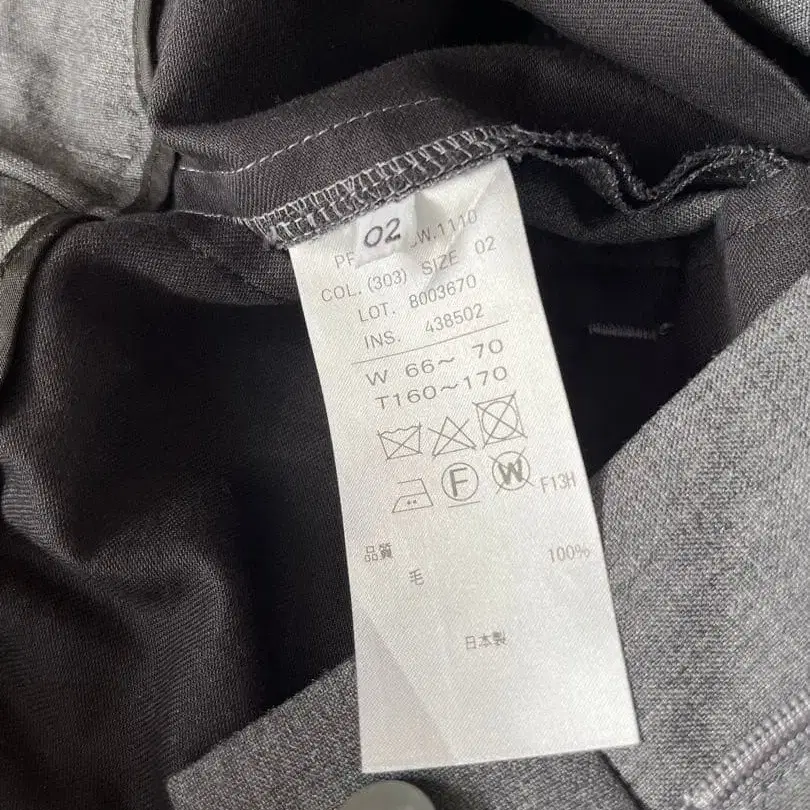 02
W.1110
COL. (303) SIZE 02
LOT. 8003670
INS. 438502
W 66～ 70
T160～170
F W F13H
品質 100%
毛
日本製